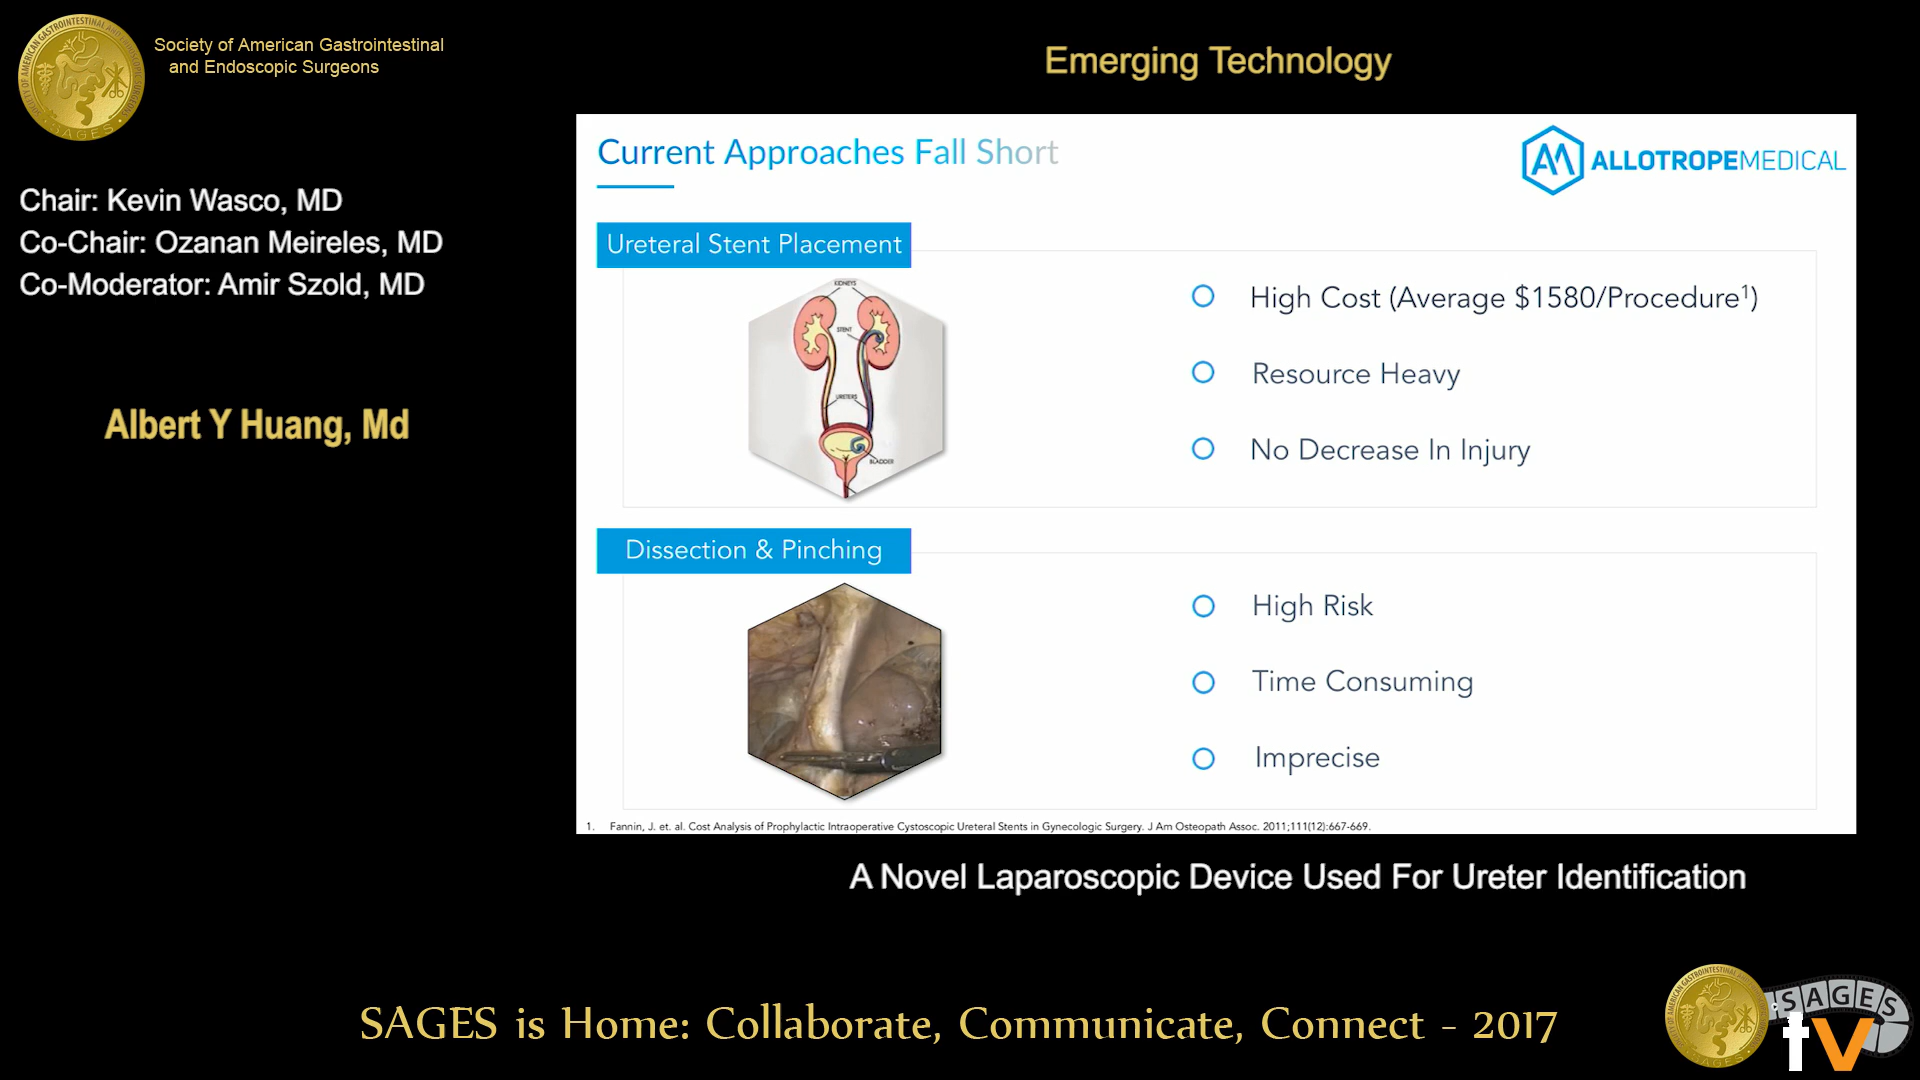 Society of American Gastrointestinal
and Endoscopic Surgeons
Emerging Technology
Chair: Kevin Wasco, MD
Co-Chair: Ozanan Meireles, MD
Co-Moderator: Amir Szold, MD
Albert Y Huang, Md
Current Approaches Fall Short
ALLOTROPEMEDICAL
Ureteral Stent Placement
KIDNEYS
STENT
URETERS
BLADDER
High Cost (Average $1580/Procedure¹)
Resource Heavy
No Decrease In Injury
Dissection & Pinching
High Risk
Time Consuming
Imprecise
1. Fannin, J. et. al. Cost Analysis of Prophylactic Intraoperative Cystoscopic Ureteral Stents in Gynecologic Surgery. J Am Osteopath Assoc. 2011;111(12):667-669.
A Novel Laparoscopic Device Used For Ureter Identification
SAGES is Home: Collaborate, Communicate, Connect - 2017
SAGES
tv